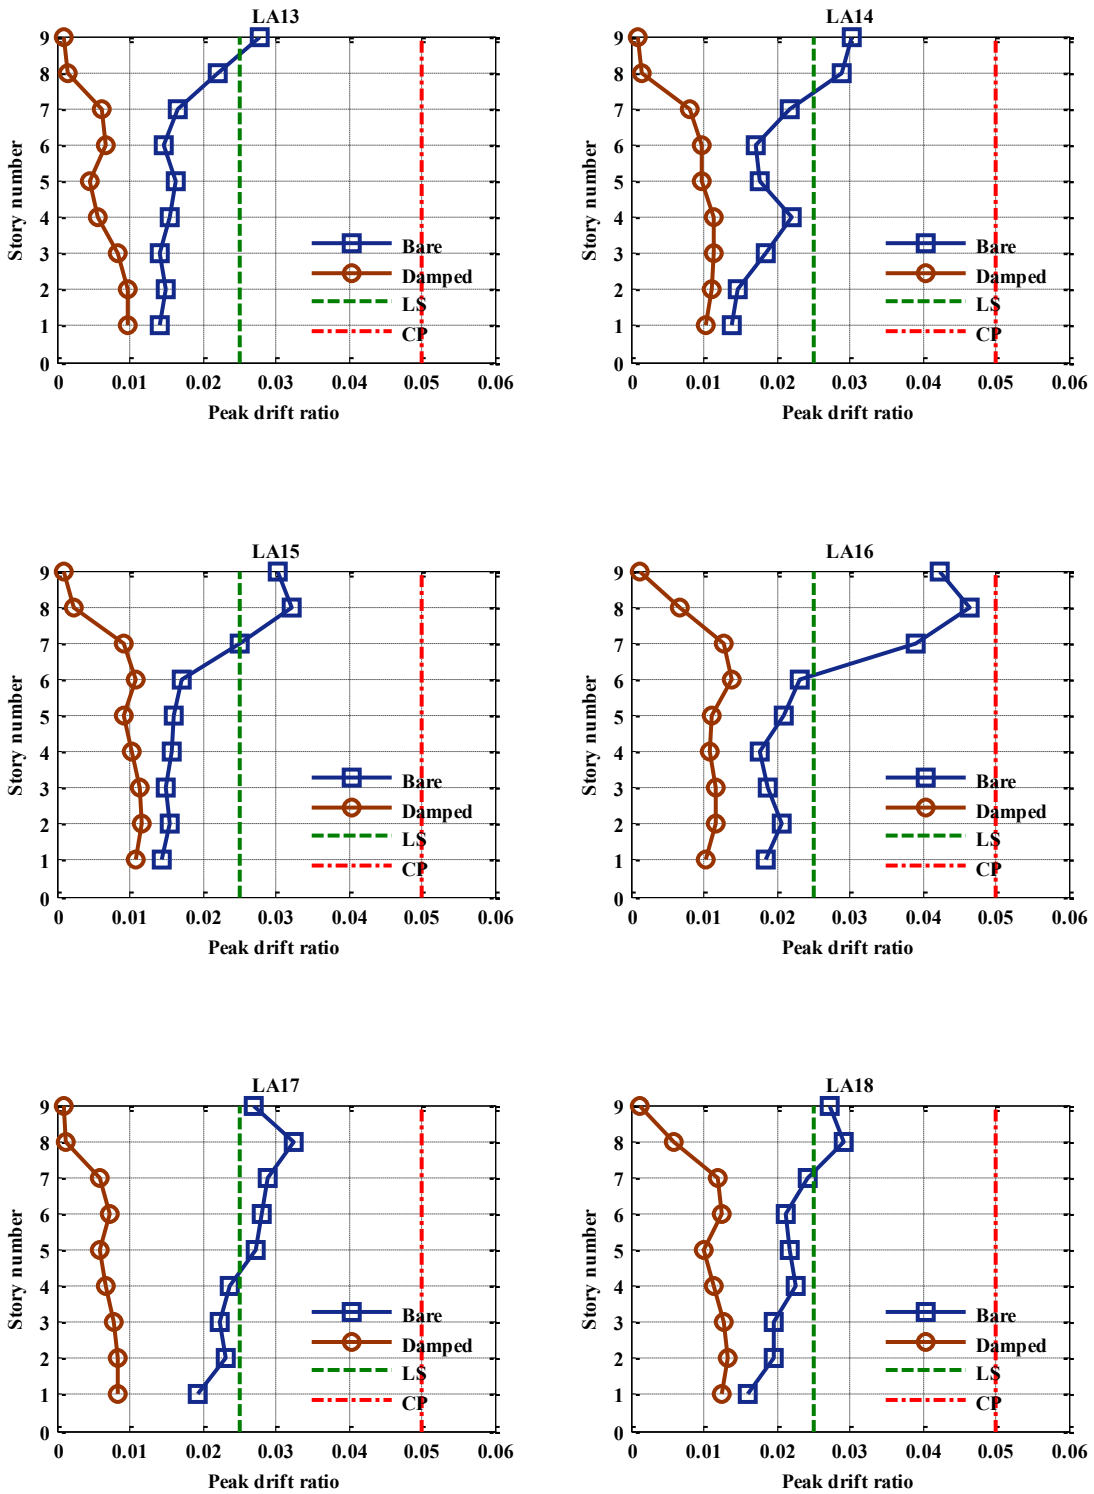 LA13
9
8
7
6
5
4
3
2
1
0
Story number
Bare
Damped
LS
CP
0 0.01 0.02 0.03 0.04 0.05 0.06
Peak drift ratio
LA14
9
8
7
6
5
4
3
2
1
0
Story number
Bare
Damped
LS
CP
0 0.01 0.02 0.03 0.04 0.05 0.06
Peak drift ratio
LA15
9
8
7
6
5
4
3
2
1
0
Story number
Bare
Damped
LS
CP
0 0.01 0.02 0.03 0.04 0.05 0.06
Peak drift ratio
LA16
9
8
7
6
5
4
3
2
1
0
Story number
Bare
Damped
LS
CP
0 0.01 0.02 0.03 0.04 0.05 0.06
Peak drift ratio
LA17
9
8
7
6
5
4
3
2
1
0
Story number
Bare
Damped
LS
CP
0 0.01 0.02 0.03 0.04 0.05 0.06
Peak drift ratio
LA18
9
8
7
6
5
4
3
2
1
0
Story number
Bare
Damped
LS
CP
0 0.01 0.02 0.03 0.04 0.05 0.06
Peak drift ratio